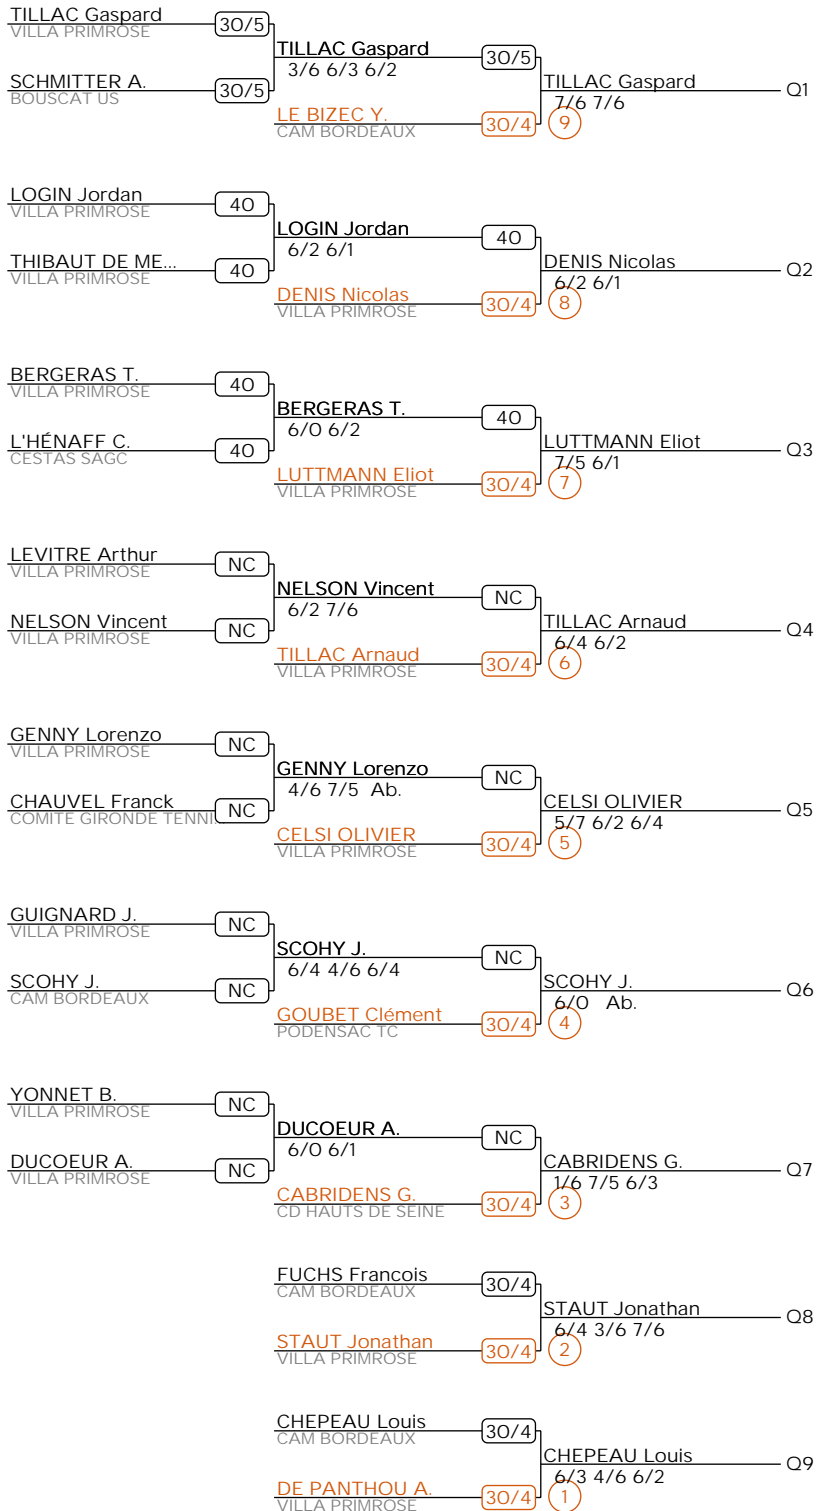 TILLAC Gaspard
VILLA PRIMROSE
30/5
TILLAC Gaspard
3/6 6/3 6/2
30/5
SCHMITTER A.
BOUSCAT US
30/5
TILLAC Gaspard
7/6 7/6
Q1
LE BIZEC Y.
CAM BORDEAUX
30/4
9
LOGIN Jordan
VILLA PRIMROSE
40
LOGIN Jordan
6/2 6/1
40
THIBAUT DE ME...
VILLA PRIMROSE
40
DENIS Nicolas
6/2 6/1
Q2
DENIS Nicolas
VILLA PRIMROSE
30/4
8
BERGERAS T.
VILLA PRIMROSE
40
BERGERAS T.
6/0 6/2
40
L'HÉNAFF C.
CESTAS SAGC
40
LUTTMANN Eliot
7/5 6/1
Q3
LUTTMANN Eliot
VILLA PRIMROSE
30/4
7
LEVITRE Arthur
VILLA PRIMROSE
NC
NELSON Vincent
6/2 7/6
NC
NELSON Vincent
VILLA PRIMROSE
NC
TILLAC Arnaud
6/4 6/2
Q4
TILLAC Arnaud
VILLA PRIMROSE
30/4
6
GENNY Lorenzo
VILLA PRIMROSE
NC
GENNY Lorenzo
4/6 7/5 Ab.
NC
CHAUVEL Franck
COMITE GIRONDE TENNI...
NC
CELSI OLIVIER
5/7 6/2 6/4
Q5
CELSI OLIVIER
VILLA PRIMROSE
30/4
5
GUIGNARD J.
VILLA PRIMROSE
NC
SCOHY J.
6/4 4/6 6/4
NC
SCOHY J.
CAM BORDEAUX
NC
SCOHY J.
6/0 Ab.
Q6
GOUBET Clément
PODENSAC TC
30/4
4
YONNET B.
VILLA PRIMROSE
NC
DUCOEUR A.
6/0 6/1
NC
DUCOEUR A.
VILLA PRIMROSE
NC
CABRIDENS G.
1/6 7/5 6/3
Q7
CABRIDENS G.
CD HAUTS DE SEINE
30/4
3
FUCHS Francois
CAM BORDEAUX
30/4
STAUT Jonathan
6/4 3/6 7/6
Q8
STAUT Jonathan
VILLA PRIMROSE
30/4
2
CHEPEAU Louis
CAM BORDEAUX
30/4
CHEPEAU Louis
6/3 4/6 6/2
Q9
DE PANTHOU A.
VILLA PRIMROSE
30/4
1